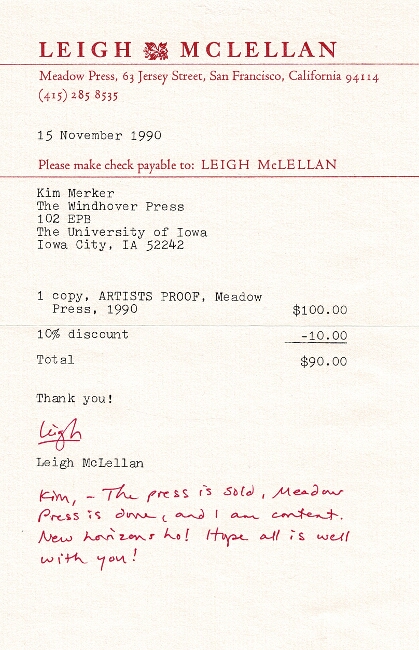 LEIGH McLELLAN
Meadow Press, 63 Jersey Street, San Francisco, California 94114
(415) 285 8535
15 November 1990
Please make check payable to: LEIGH McLELLAN
Kim Merker
The Windhover Press
102 EPB
The University of Iowa
Iowa City, IA 52242
1 copy, ARTISTS PROOF, Meadow
Press, 1990 $100.00
10% discount -10.00
Total $90.00
Thank you!
Leigh
Leigh McLellan
Kim, – The press is sold, Meadow
Press is done, and I am content.
New horizons ho! Hope all is well
with you!